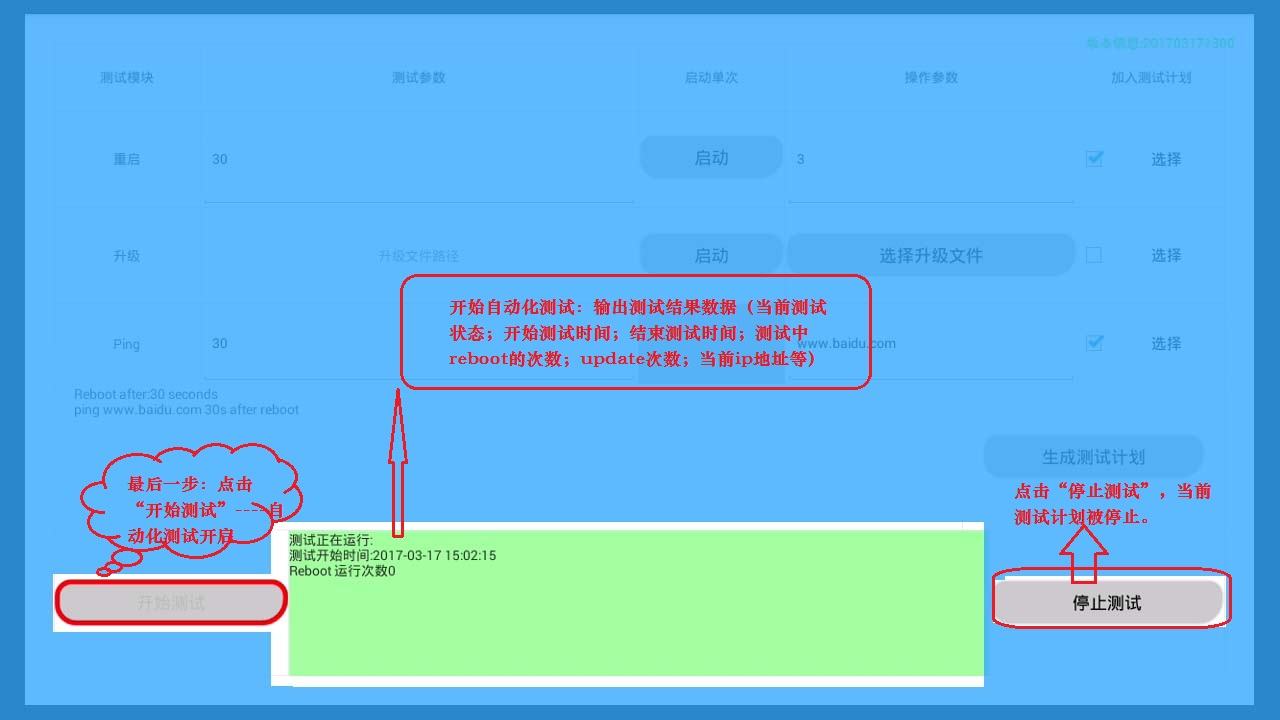 版本信息:201703171300
测试模块 测试参数 启动单次 操作参数 加入测试计划
重启 30 启动 3 选择
升级 升级文件路径 启动 选择升级文件 选择
开始自动化测试：输出测试结果数据（当前测试
状态；开始测试时间；结束测试时间；测试中
reboot的次数；update次数；当前ip地址等）
Ping 30 www.baidu.com 选择
Reboot after:30 seconds
ping www.baidu.com 30s after reboot
生成测试计划
最后一步：点击
“开始测试”----自
动化测试开启
点击“停止测试”，当前
测试计划被停止。
测试正在运行:
测试开始时间:2017-03-17 15:02:15
Reboot 运行次数0
开始测试
停止测试